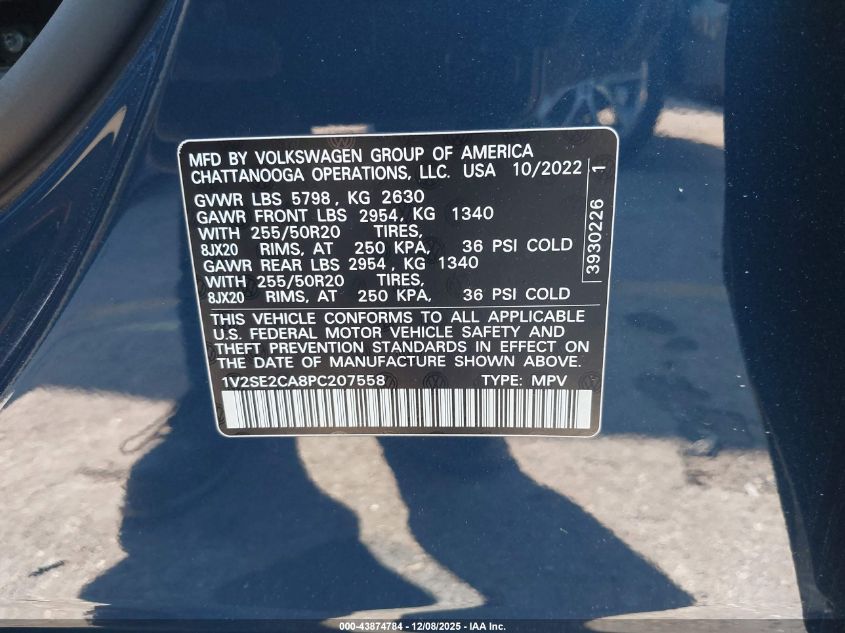 MFD BY VOLKSWAGEN GROUP OF AMERICA
CHATTANOOGA OPERATIONS, LLC. USA 10/2022
GVWR LBS 5798, KG 2630
GAWR FRONT LBS 2954, KG 1340
WITH 255/50R20 TIRES,
8JX20 RIMS, AT 250 KPA, 36 PSI COLD
GAWR REAR LBS 2954, KG 1340
WITH 255/50R20 TIRES,
8JX20 RIMS, AT 250 KPA, 36 PSI COLD
3930226 1
THIS VEHICLE CONFORMS TO ALL APPLICABLE
U.S. FEDERAL MOTOR VEHICLE SAFETY AND
THEFT PREVENTION STANDARDS IN EFFECT ON
THE DATE OF MANUFACTURE SHOWN ABOVE.
1V2SE2CA8PC207558 TYPE: MPV
000-43874784 - 12/08/2025 - IAA Inc.